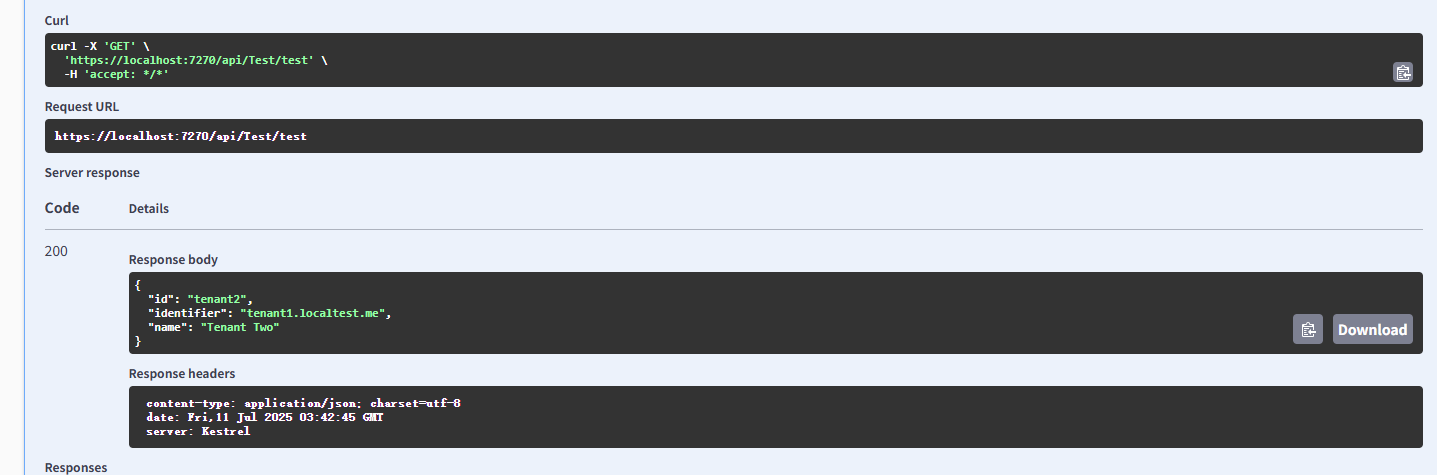 Curl
curl -X 'GET' \
'https://localhost:7270/api/Test/test' \
-H 'accept: */*'
Request URL
https://localhost:7270/api/Test/test
Server response
Code Details
200
Response body
{
"id": "tenant2",
"identifier": "tenant1.localtest.me",
"name": "Tenant Two"
}
Download
Response headers
content-type: application/json; charset=utf-8
date: Fri,11 Jul 2025 03:42:45 GMT
server: Kestrel
Responses